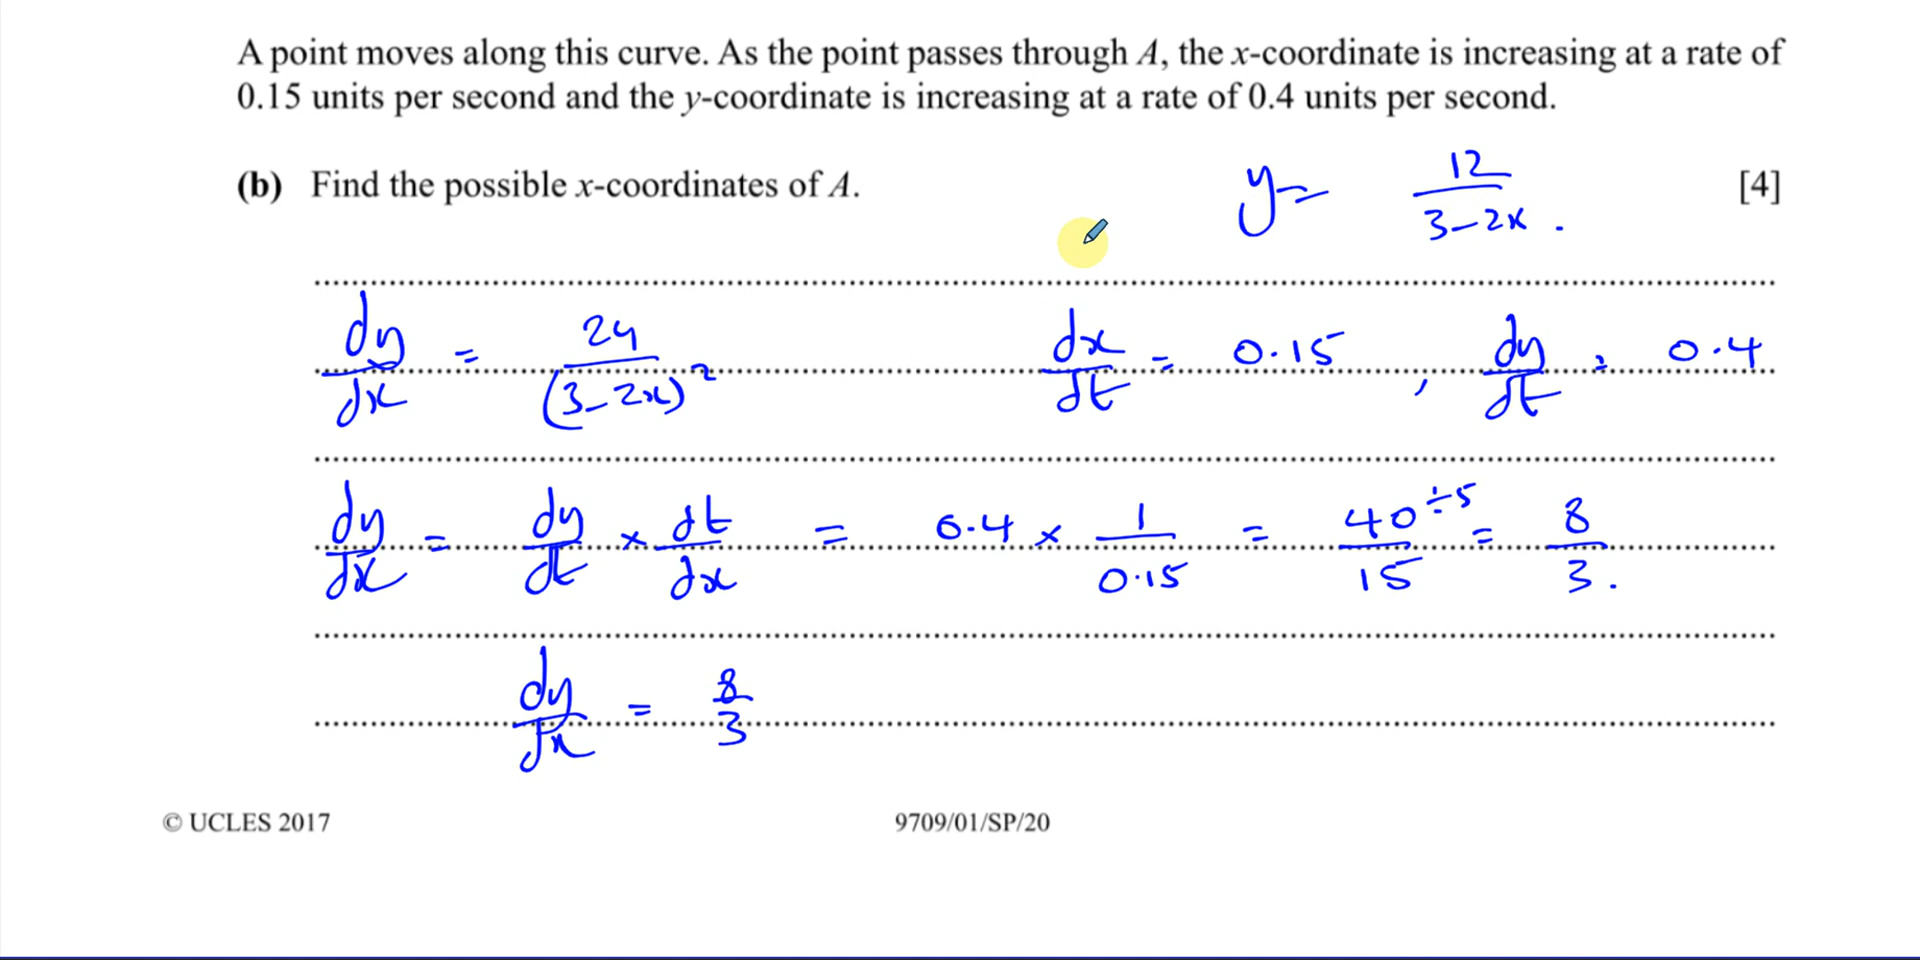 A point moves along this curve. As the point passes through A, the x-coordinate is increasing at a rate of
0.15 units per second and the y-coordinate is increasing at a rate of 0.4 units per second.
(b) Find the possible x-coordinates of A. [4]
y = 12/(3-2x).
dy/dx = 24/(3-2x)² dx/dt = 0.15, dy/dt = 0.4
dy/dx = dy/dt × dt/dx = 0.4 × 1/0.15 = 40÷5/15 = 8/3.
dy/dx = 8/3
© UCLES 2017 9709/01/SP/20